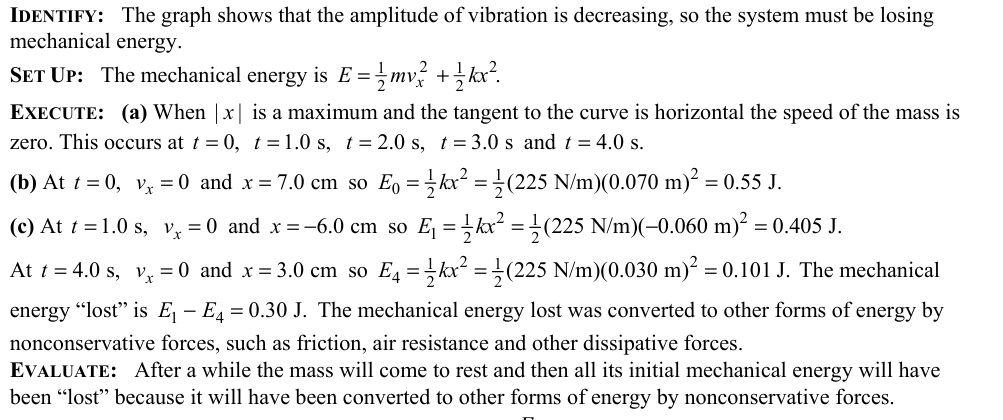 IDENTIFY: The graph shows that the amplitude of vibration is decreasing, so the system must be losing
mechanical energy.
SET UP: The mechanical energy is E = ½mvₓ² + ½kx².
EXECUTE: (a) When |x| is a maximum and the tangent to the curve is horizontal the speed of the mass is
zero. This occurs at t = 0, t = 1.0 s, t = 2.0 s, t = 3.0 s and t = 4.0 s.
(b) At t = 0, vₓ = 0 and x = 7.0 cm so E₀ = ½kx² = ½(225 N/m)(0.070 m)² = 0.55 J.
(c) At t = 1.0 s, vₓ = 0 and x = −6.0 cm so E₁ = ½kx² = ½(225 N/m)(−0.060 m)² = 0.405 J.
At t = 4.0 s, vₓ = 0 and x = 3.0 cm so E₄ = ½kx² = ½(225 N/m)(0.030 m)² = 0.101 J. The mechanical
energy “lost” is E₁ − E₄ = 0.30 J. The mechanical energy lost was converted to other forms of energy by
nonconservative forces, such as friction, air resistance and other dissipative forces.
EVALUATE: After a while the mass will come to rest and then all its initial mechanical energy will have
been “lost” because it will have been converted to other forms of energy by nonconservative forces.